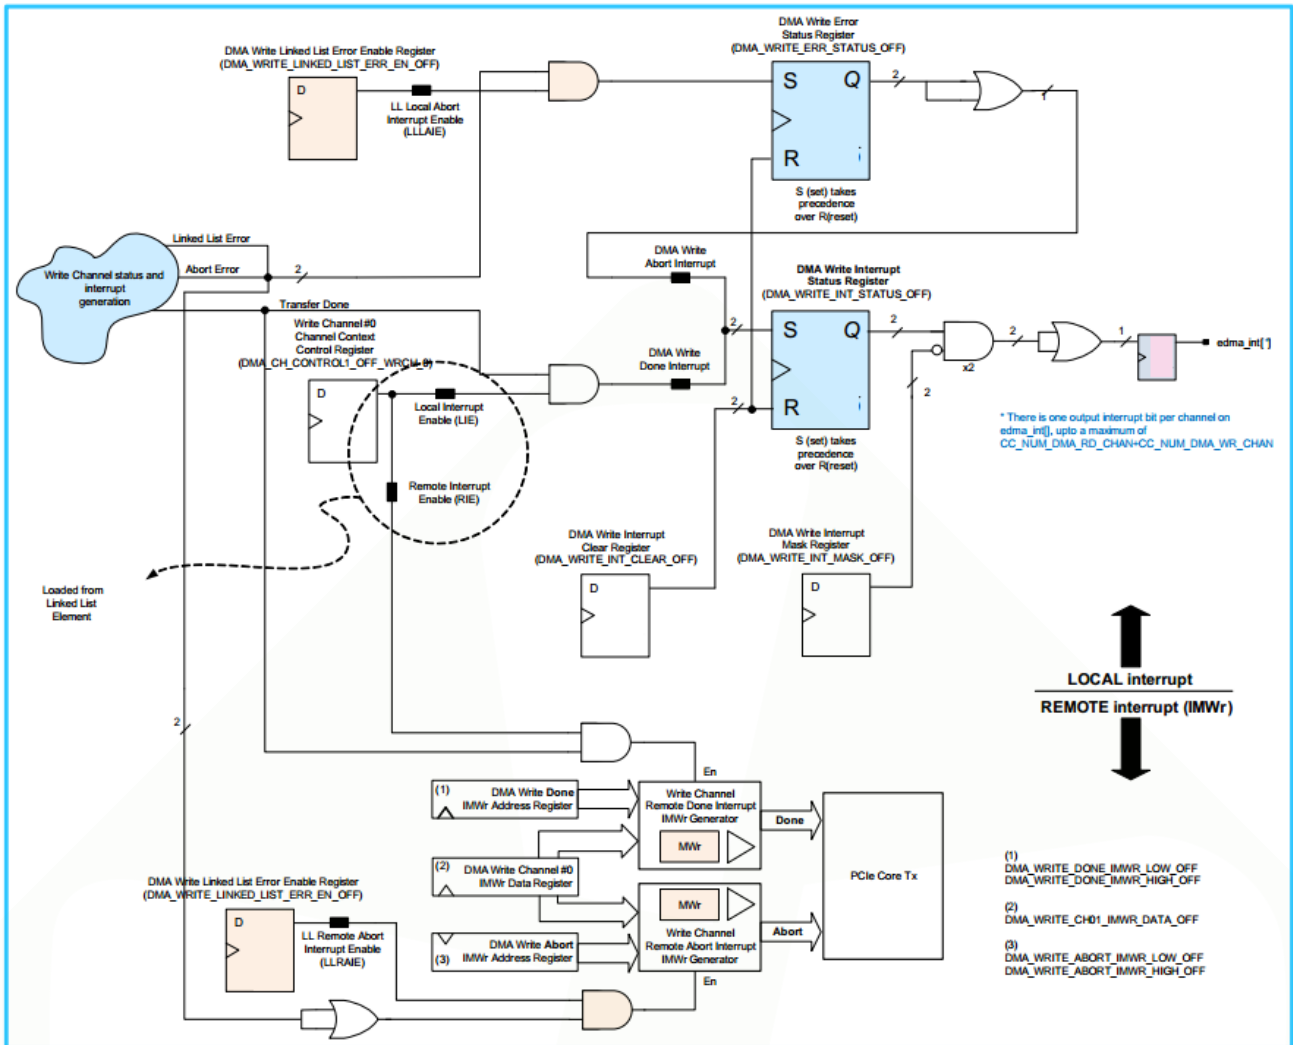 DMA Write Error
Status Register
(DMA_WRITE_ERR_STATUS_OFF)
DMA Write Linked List Error Enable Register
(DMA_WRITE_LINKED_LIST_ERR_EN_OFF)
D
LL Local Abort
Interrupt Enable
(LLLAIE)
S
Q
R
2
1
S (set) takes
precedence
over R(reset)
Linked List Error
Abort Error
2
Write Channel status and
interrupt
generation
Transfer Done
DMA Write
Abort Interrupt
DMA Write Interrupt
Status Register
(DMA_WRITE_INT_STATUS_OFF)
Write Channel #0
Channel Context
Control Register
(DMA_CH_CONTROL1_OFF_WRCH_0)
D
Local Interrupt
Enable (LIE)
DMA Write
Done Interrupt
2
S
Q
R
2
2
x2
2
2
1
edma_int[*]
* There is one output interrupt bit per channel on
edma_int[], upto a maximum of
CC_NUM_DMA_RD_CHAN+CC_NUM_DMA_WR_CHAN
S (set) takes
precedence
over R(reset)
Remote Interrupt
Enable (RIE)
DMA Write Interrupt
Clear Register
(DMA_WRITE_INT_CLEAR_OFF)
D
DMA Write Interrupt
Mask Register
(DMA_WRITE_INT_MASK_OFF)
D
Loaded from
Linked List
Element
LOCAL interrupt
REMOTE interrupt (IMWr)
2
En
(1)
DMA Write Done
IMWr Address Register
Write Channel
Remote Done Interrupt
IMWr Generator
MWr
Done
(2)
DMA Write Channel #0
IMWr Data Register
PCIe Core Tx
MWr
Write Channel
Remote Abort Interrupt
IMWr Generator
Abort
(3)
DMA Write Abort
IMWr Address Register
En
DMA Write Linked List Error Enable Register
(DMA_WRITE_LINKED_LIST_ERR_EN_OFF)
D
LL Remote Abort
Interrupt Enable
(LLRAIE)
(1)
DMA_WRITE_DONE_IMWR_LOW_OFF
DMA_WRITE_DONE_IMWR_HIGH_OFF
(2)
DMA_WRITE_CH01_IMWR_DATA_OFF
(3)
DMA_WRITE_ABORT_IMWR_LOW_OFF
DMA_WRITE_ABORT_IMWR_HIGH_OFF